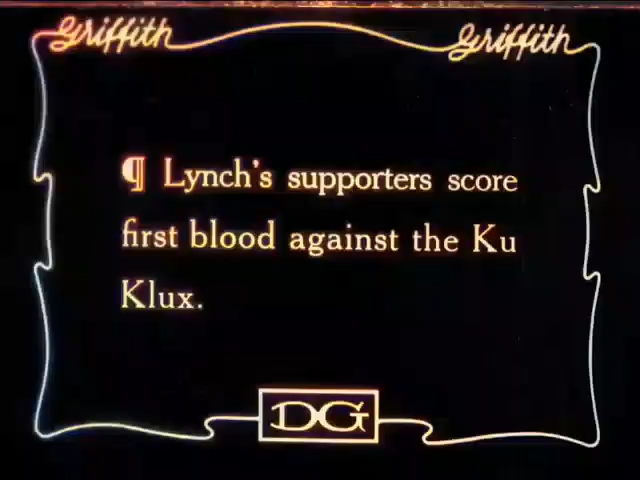 Griffith Griffith
¶ Lynch's supporters score
first blood against the Ku
Klux.
DG